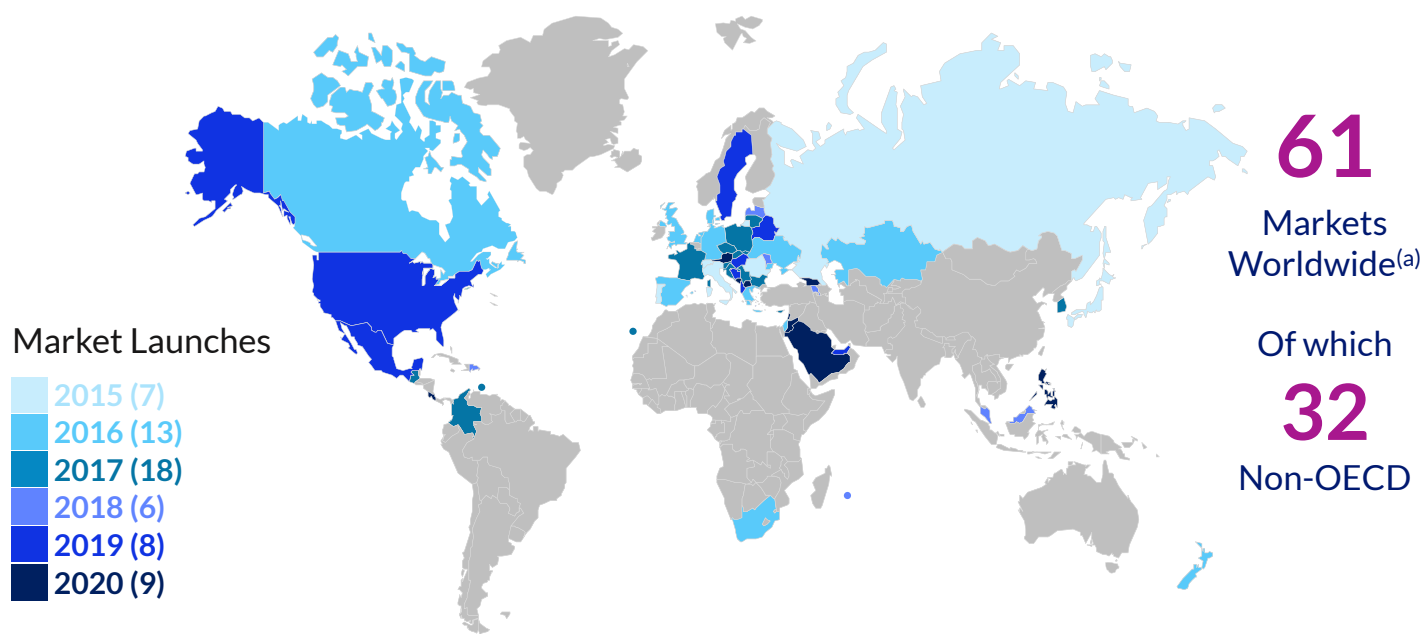 Market Launches
2015 (7)
2016 (13)
2017 (18)
2018 (6)
2019 (8)
2020 (9)
61
Markets
Worldwide(a)
Of which
32
Non-OECD